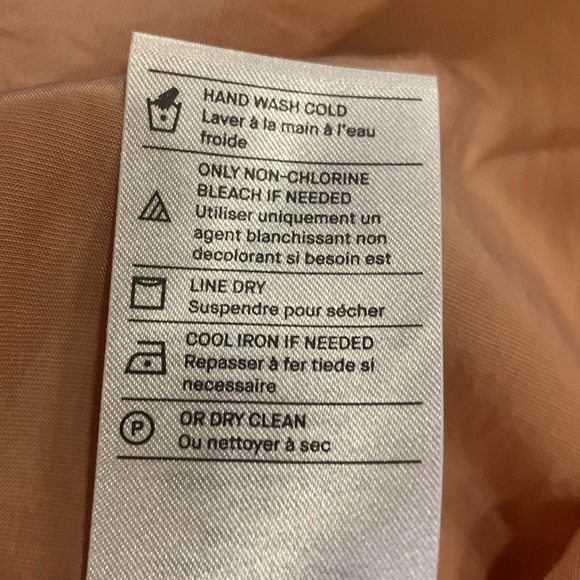 HAND WASH COLD
Laver à la main à l'eau
froide
ONLY NON-CHLORINE
BLEACH IF NEEDED
Utiliser uniquement un
agent blanchissant non
decolorant si besoin est
LINE DRY
Suspendre pour sécher
COOL IRON IF NEEDED
Repasser à fer tiede si
necessaire
P
OR DRY CLEAN
Ou nettoyer à sec